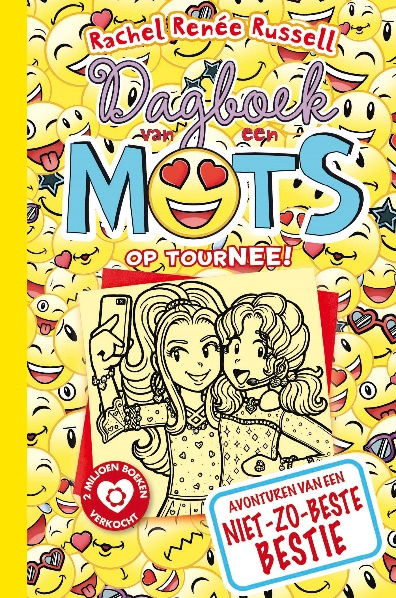 Rachel Renée Russell
Dagboek
van een
MOTS
OP TOURNEE!
2 MILJOEN BOEKEN
VERKOCHT
AVONTUREN VAN EEN
NIET-ZO-BESTE
BESTIE